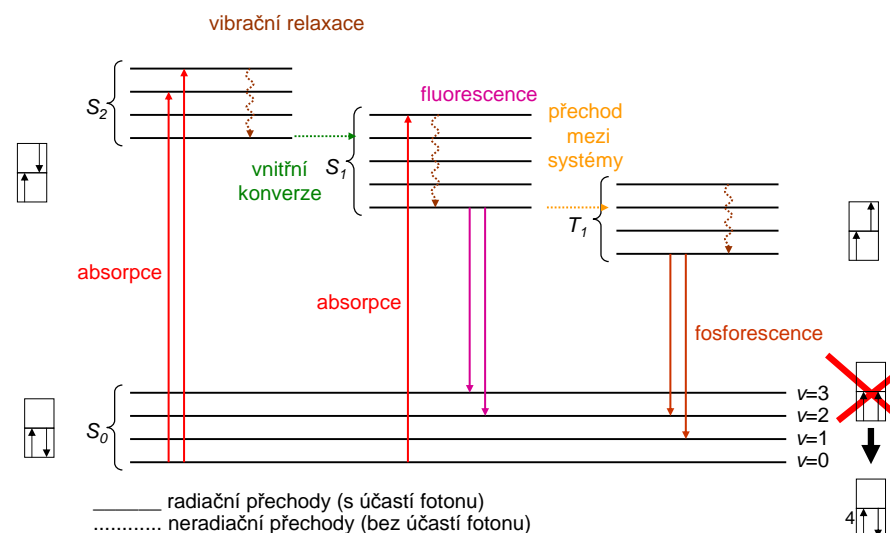 vibrační relaxace
S2
fluorescence
přechod
mezi
systémy
vnitřní
konverze
S1
T1
absorpce
absorpce
fosforescence
v=3
v=2
S0
v=1
v=0
______ radiační přechody (s účastí fotonu)
............ neradiační přechody (bez účastí fotonu)
4